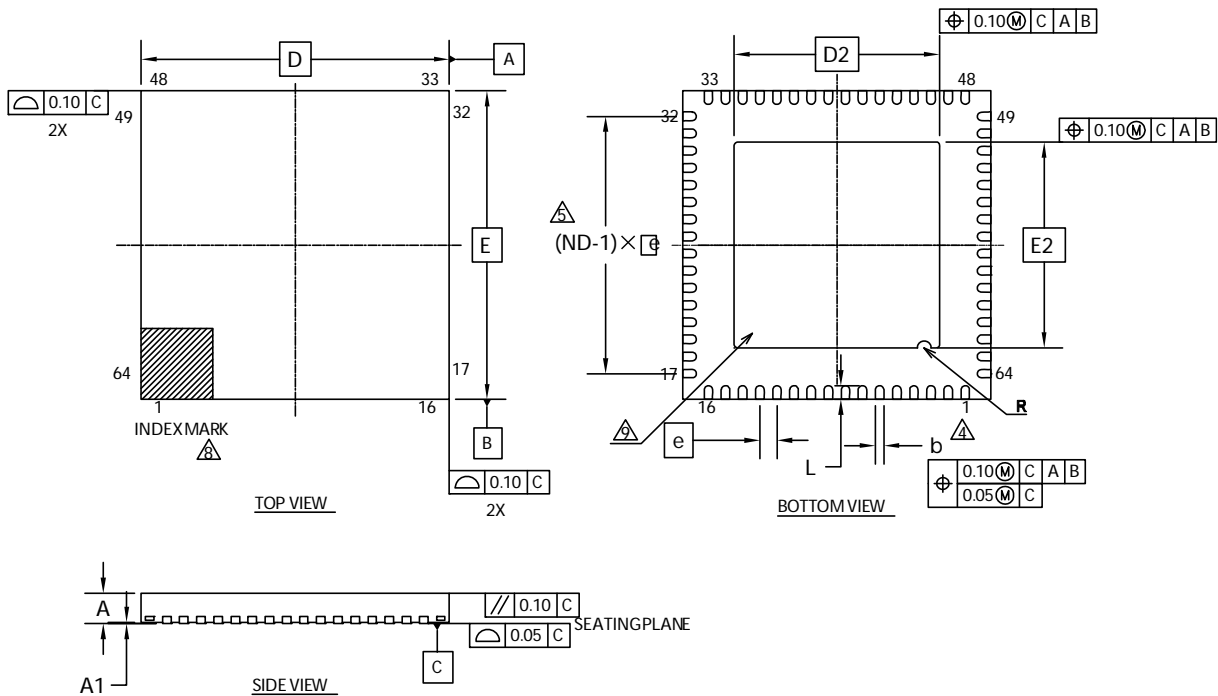 D
A
48
33
0.10 C
2X
49
32
E
64
17
1
16
INDEXMARK
8
B
0.10 C
2X
TOP VIEW
0.10 M C A B
D2
33
48
32
49
0.10 M C A B
5
(ND-1)× e
E2
17
64
16
1
R
9
e
4
L
b
0.10 M C A B
0.05 M C
BOTTOM VIEW
A
// 0.10 C
SEATINGPLANE
0.05 C
C
A1
SIDE VIEW